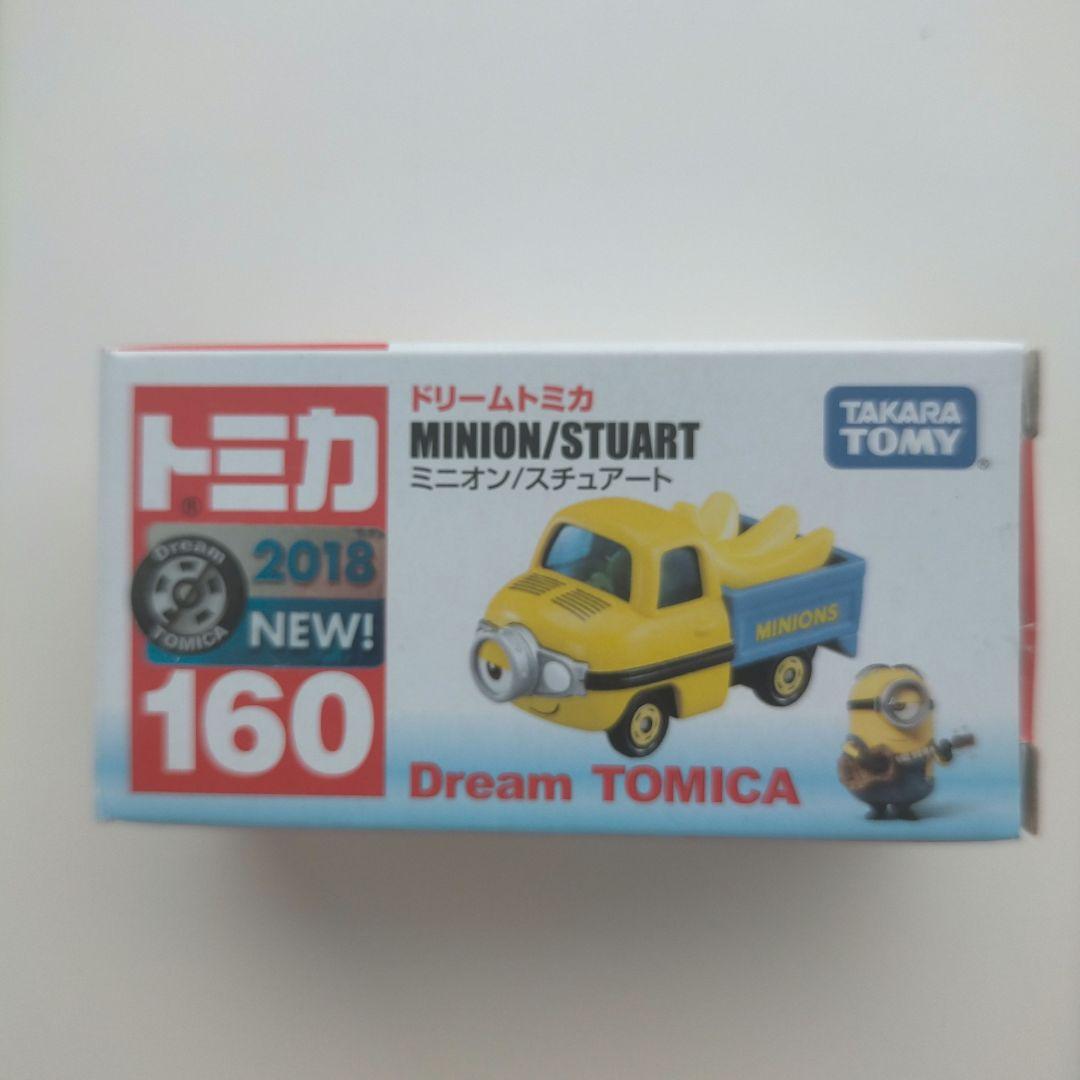 トミカ
®
Dream
TOMICA
2018
NEW!
160
ドリームトミカ
MINION/STUART
ミニオン/スチュアート
TAKARA
TOMY
®
MINIONS
Dream TOMICA